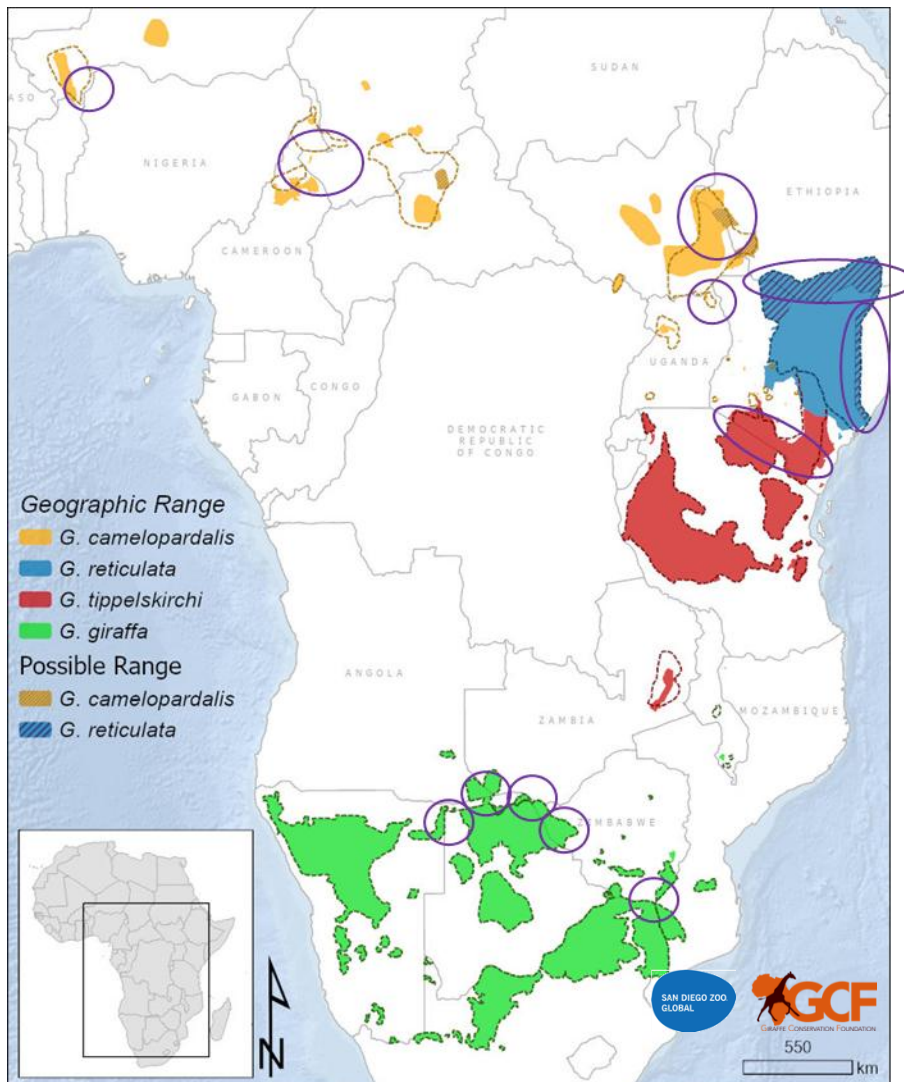 SUDAN
ASO
NIGERIA
ETHIOPIA
CAMEROON
UGANDA
GABON
CONGO
DEMOCRATIC
REPUBLIC
OF CONGO
Geographic Range
G. camelopardalis
G. reticulata
G. tippelskirchi
G. giraffa
Possible Range
G. camelopardalis
G. reticulata
ANGOLA
ZAMBIA
MOZAMBIQUE
ZIMBABWE
N
SAN DIEGO ZOO
GLOBAL
GCF
GIRAFFE CONSERVATION FOUNDATION
550
km